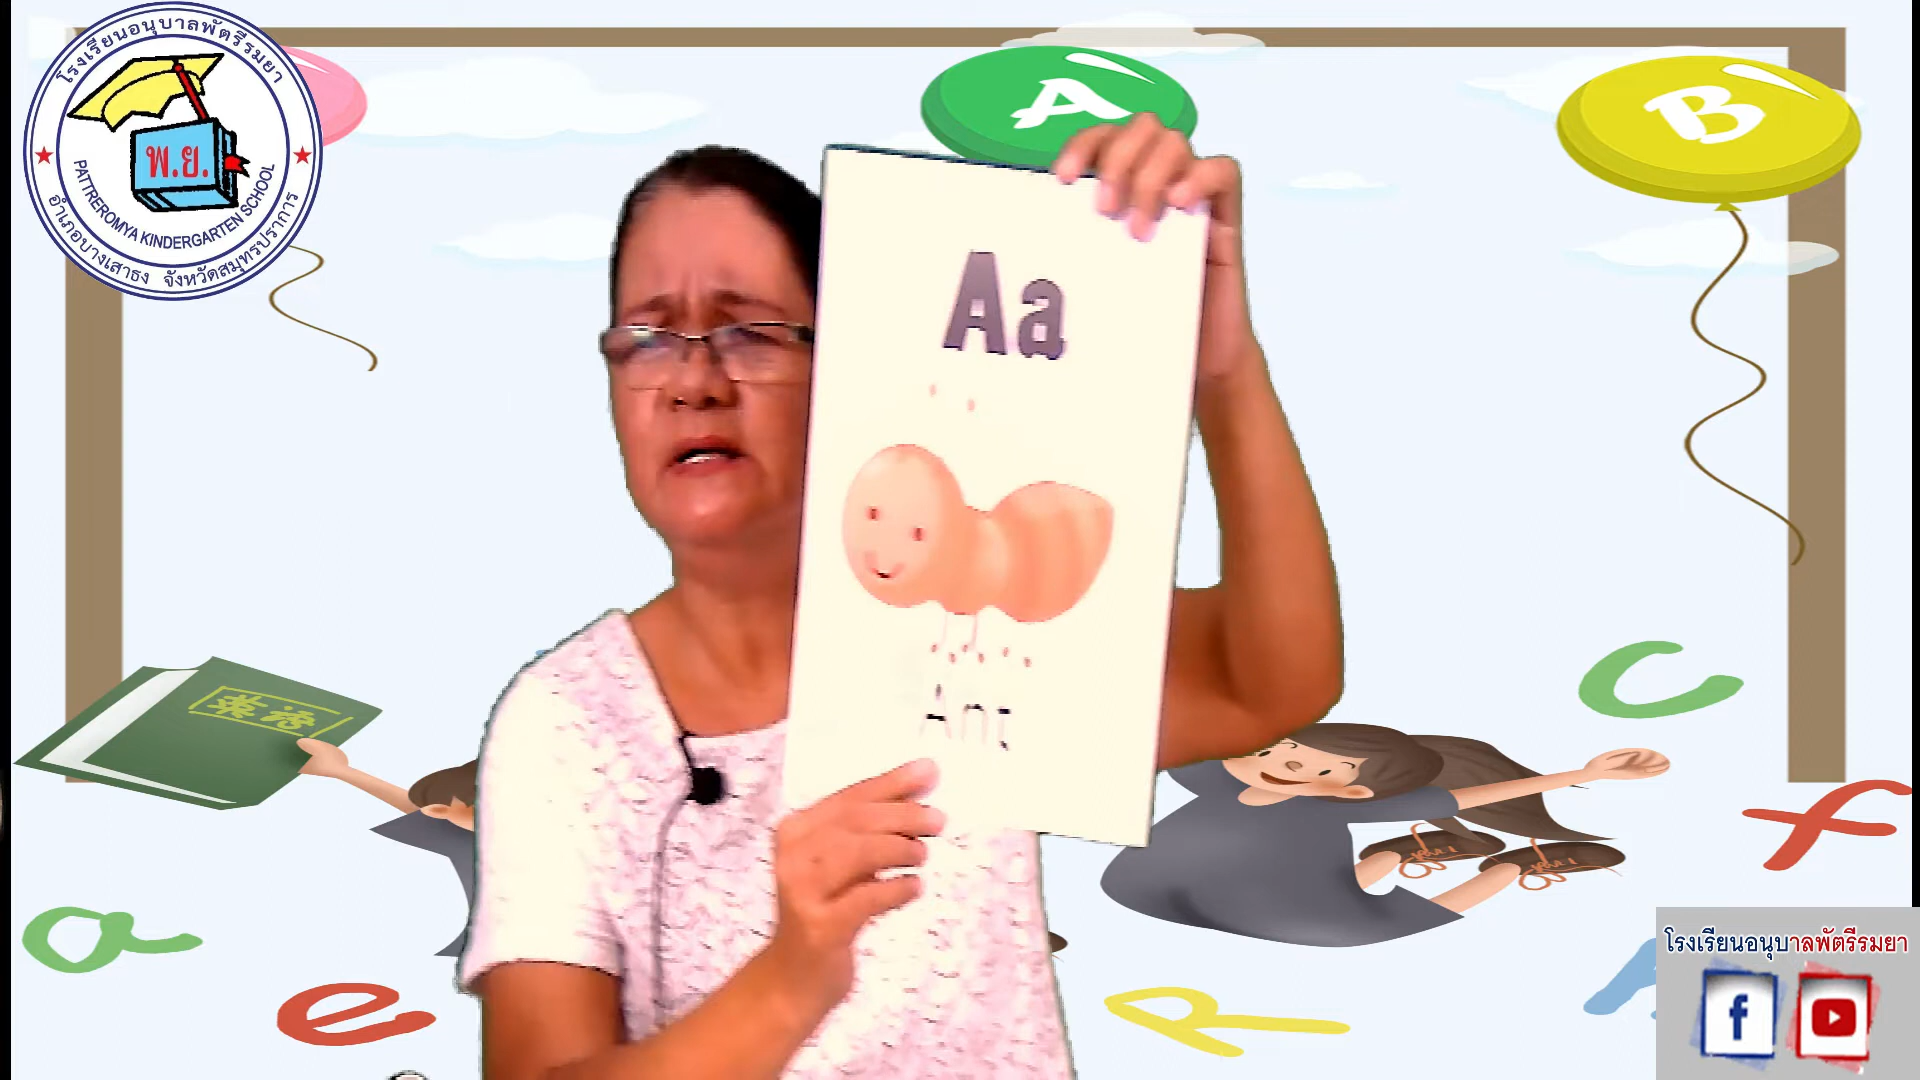 โรงเรียนอนุบาลพัตรีรมยา
พ.ย.
PATTREROMYA KINDERGARTEN SCHOOL
อำเภอบางเสาธง จังหวัดสมุทรปราการ
A
B
Aa
Ant
英语
c
f
a
e
R
โรงเรียนอนุบาลพัตรีรมยา
f